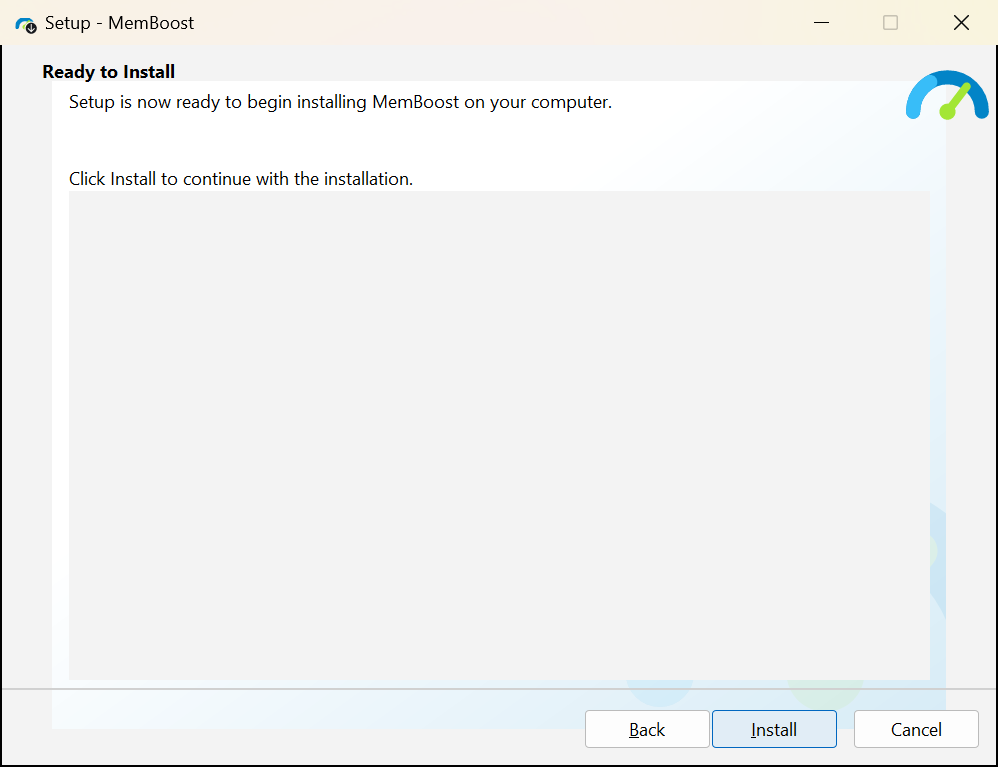 Setup - MemBoost
Ready to Install
Setup is now ready to begin installing MemBoost on your computer.
Click Install to continue with the installation.
Back
Install
Cancel